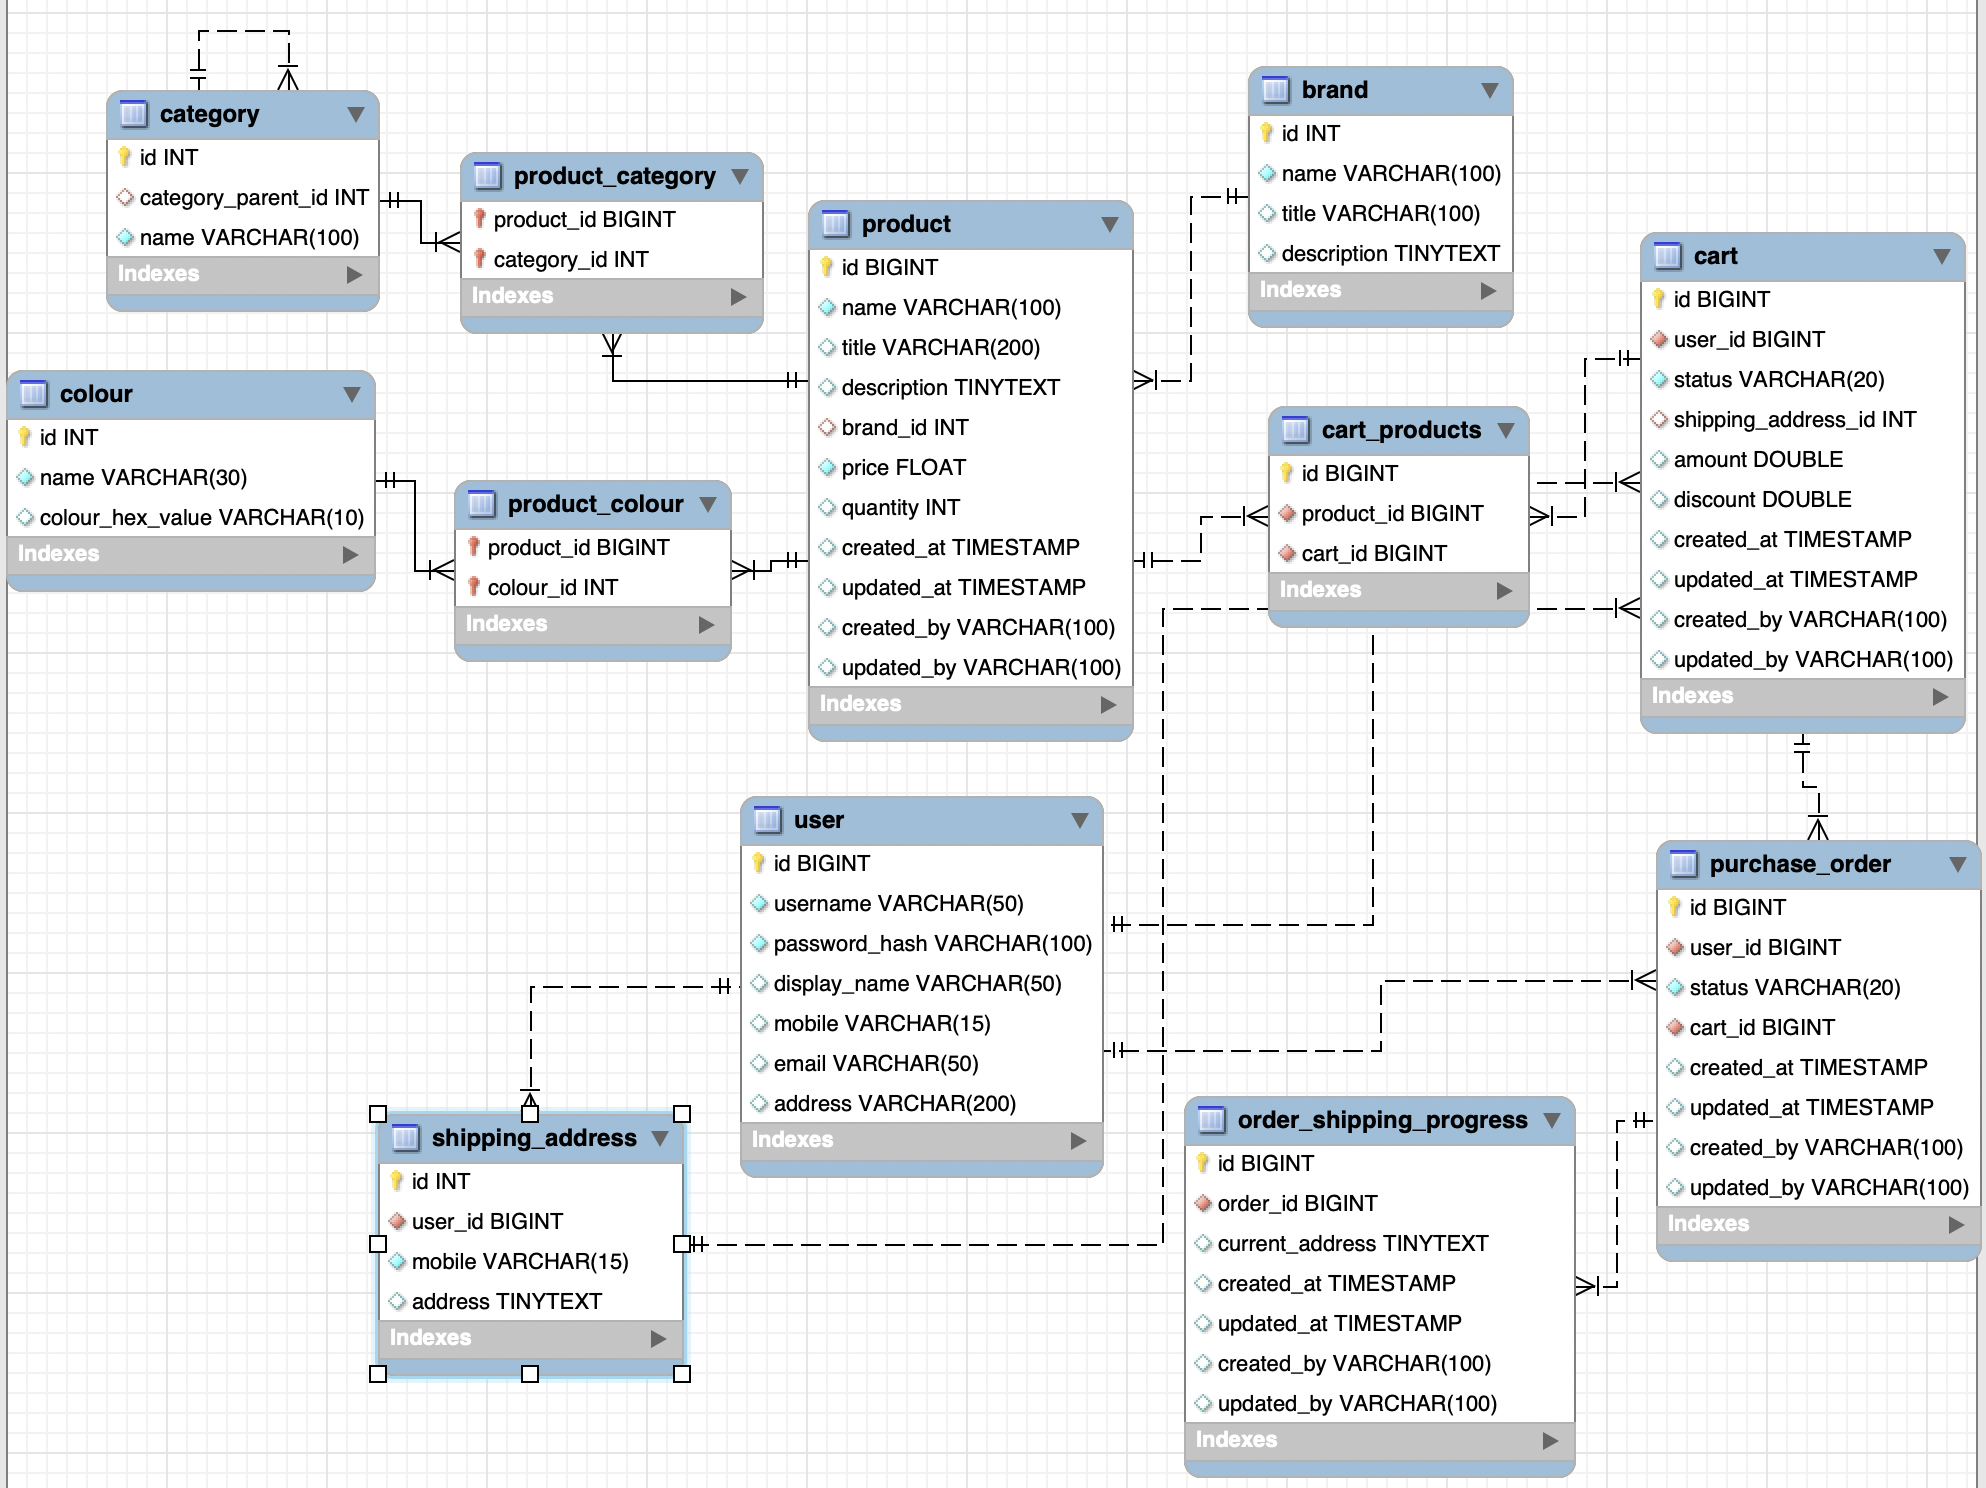 category
id INT
category_parent_id INT
name VARCHAR(100)
Indexes
product_category
product_id BIGINT
category_id INT
Indexes
colour
id INT
name VARCHAR(30)
colour_hex_value VARCHAR(10)
Indexes
product_colour
product_id BIGINT
colour_id INT
Indexes
product
id BIGINT
name VARCHAR(100)
title VARCHAR(200)
description TINYTEXT
brand_id INT
price FLOAT
quantity INT
created_at TIMESTAMP
updated_at TIMESTAMP
created_by VARCHAR(100)
updated_by VARCHAR(100)
Indexes
brand
id INT
name VARCHAR(100)
title VARCHAR(100)
description TINYTEXT
Indexes
cart_products
id BIGINT
product_id BIGINT
cart_id BIGINT
Indexes
cart
id BIGINT
user_id BIGINT
status VARCHAR(20)
shipping_address_id INT
amount DOUBLE
discount DOUBLE
created_at TIMESTAMP
updated_at TIMESTAMP
created_by VARCHAR(100)
updated_by VARCHAR(100)
Indexes
user
id BIGINT
username VARCHAR(50)
password_hash VARCHAR(100)
display_name VARCHAR(50)
mobile VARCHAR(15)
email VARCHAR(50)
address VARCHAR(200)
Indexes
shipping_address
id INT
user_id BIGINT
mobile VARCHAR(15)
address TINYTEXT
Indexes
order_shipping_progress
id BIGINT
order_id BIGINT
current_address TINYTEXT
created_at TIMESTAMP
updated_at TIMESTAMP
created_by VARCHAR(100)
updated_by VARCHAR(100)
Indexes
purchase_order
id BIGINT
user_id BIGINT
status VARCHAR(20)
cart_id BIGINT
created_at TIMESTAMP
updated_at TIMESTAMP
created_by VARCHAR(100)
updated_by VARCHAR(100)
Indexes